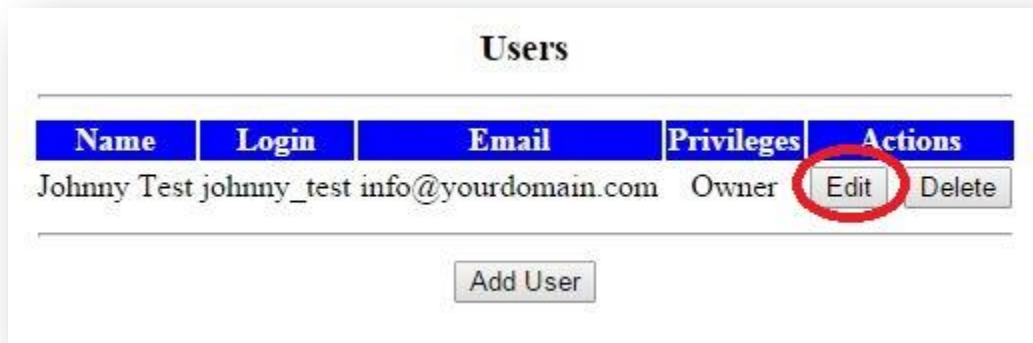 Users
Name Login Email Privileges Actions
Johnny Test johnny_test info@yourdomain.com Owner Edit Delete
Add User